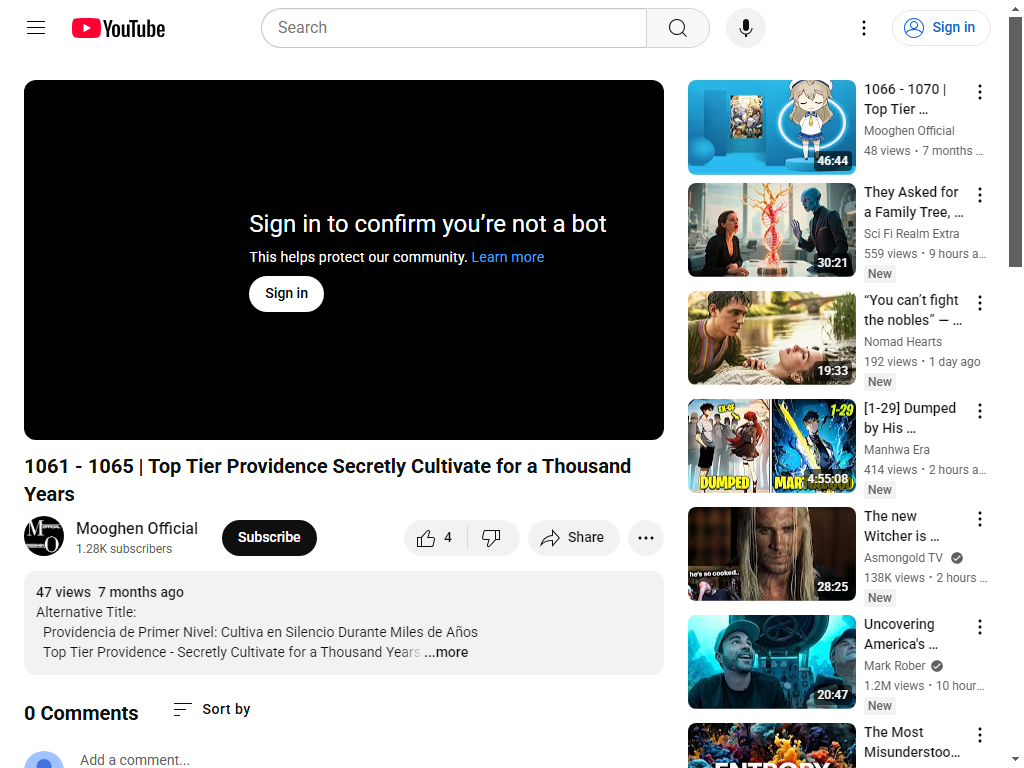 YouTube
Search
Sign in
Sign in to confirm you’re not a bot
This helps protect our community. Learn more
Sign in
1061 - 1065 | Top Tier Providence Secretly Cultivate for a Thousand
Years
Mooghen Official
1.28K subscribers
Subscribe
4
Share
47 views 7 months ago
Alternative Title:
Providencia de Primer Nivel: Cultiva en Silencio Durante Miles de Años
Top Tier Providence - Secretly Cultivate for a Thousand Years ...more
0 Comments
Sort by
Add a comment...
46:44
1066 - 1070 |
Top Tier ...
Mooghen Official
48 views • 7 months ...
30:21
They Asked for
a Family Tree, ...
Sci Fi Realm Extra
559 views • 9 hours a...
New
19:33
“You can’t fight
the nobles” — ...
Nomad Hearts
192 views • 1 day ago
New
1-29
DUMPED
4:55:08
[1-29] Dumped
by His ...
Manhwa Era
414 views • 2 hours a...
New
he's so cooked..
28:25
The new
Witcher is ...
Asmongold TV
138K views • 2 hours ...
New
20:47
Uncovering
America's ...
Mark Rober
1.2M views • 10 hour...
New
ENTROPY
The Most
Misunderstoo...